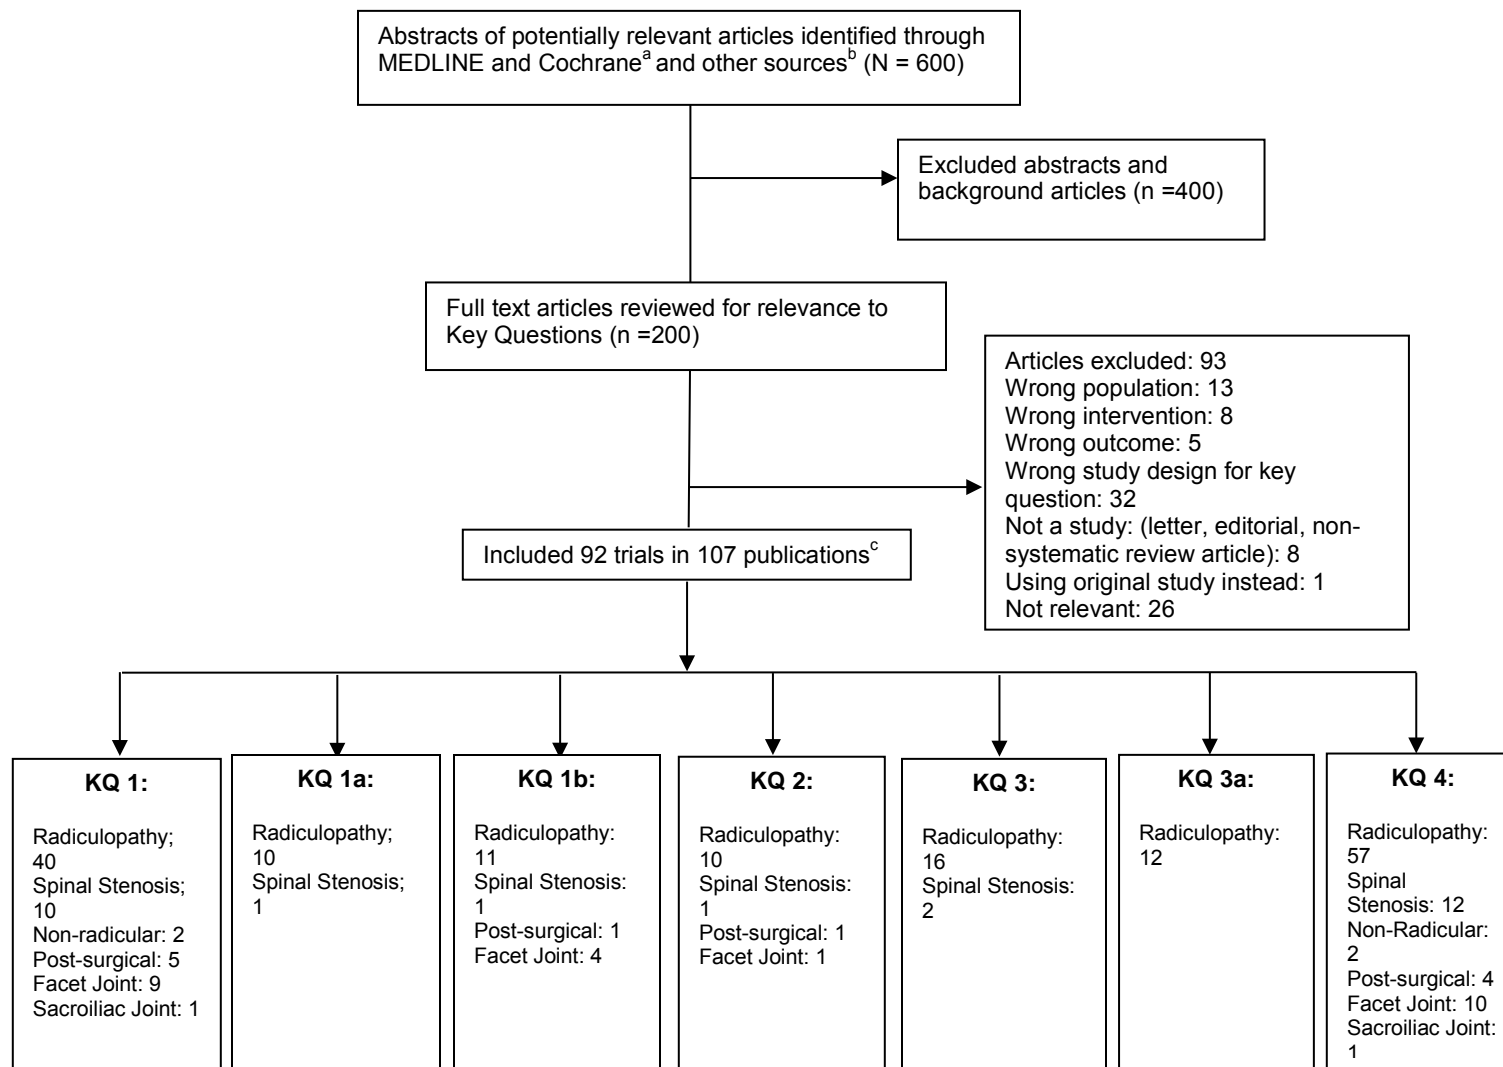 Abstracts of potentially relevant articles identified through
MEDLINE and Cochraneᵃ and other sourcesᵇ (N = 600)
Excluded abstracts and
background articles (n =400)
Full text articles reviewed for relevance to
Key Questions (n =200)
Articles excluded: 93
Wrong population: 13
Wrong intervention: 8
Wrong outcome: 5
Wrong study design for key
question: 32
Not a study: (letter, editorial, non-
systematic review article): 8
Using original study instead: 1
Not relevant: 26
Included 92 trials in 107 publicationsᶜ
KQ 1:
Radiculopathy;
40
Spinal Stenosis;
10
Non-radicular: 2
Post-surgical: 5
Facet Joint: 9
Sacroiliac Joint: 1
KQ 1a:
Radiculopathy;
10
Spinal Stenosis;
1
KQ 1b:
Radiculopathy:
11
Spinal Stenosis:
1
Post-surgical: 1
Facet Joint: 4
KQ 2:
Radiculopathy:
10
Spinal Stenosis:
1
Post-surgical: 1
Facet Joint: 1
KQ 3:
Radiculopathy:
16
Spinal Stenosis:
2
KQ 3a:
Radiculopathy:
12
KQ 4:
Radiculopathy:
57
Spinal
Stenosis: 12
Non-Radicular:
2
Post-surgical: 4
Facet Joint: 10
Sacroiliac Joint:
1